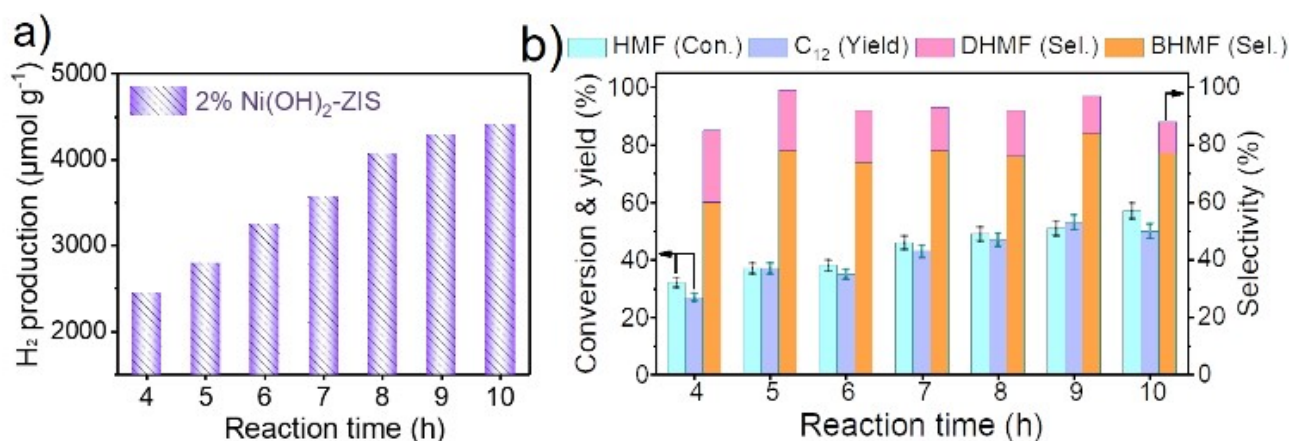 a)
5000
4000
3000
2000
H₂ production (μmol g⁻¹)
2% Ni(OH)₂-ZIS
4 5 6 7 8 9 10
Reaction time (h)
b)
HMF (Con.) C₁₂ (Yield) DHMF (Sel.) BHMF (Sel.)
100
80
60
40
20
0
Conversion & yield (%)
100
80
60
40
20
0
Selectivity (%)
4 5 6 7 8 9 10
Reaction time (h)